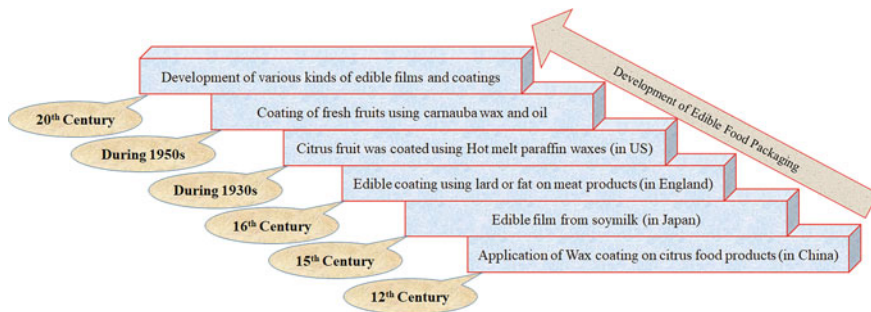 Development of various kinds of edible films and coatings
20th Century
Coating of fresh fruits using carnauba wax and oil
During 1950s
Citrus fruit was coated using Hot melt paraffin waxes (in US)
During 1930s
Edible coating using lard or fat on meat products (in England)
16th Century
Edible film from soymilk (in Japan)
15th Century
Application of Wax coating on citrus food products (in China)
12th Century
Development of Edible Food Packaging